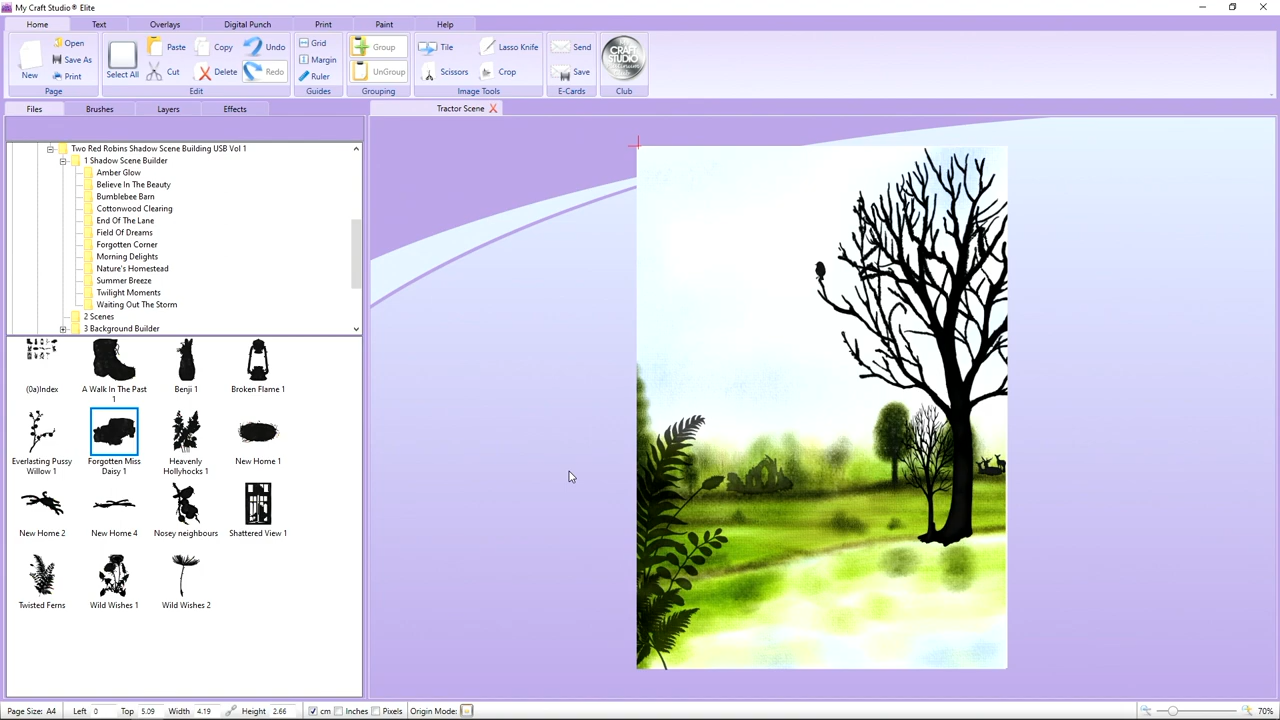 My Craft Studio® Elite
Home Text Overlays Digital Punch Print Paint Help
New Open Save As Print Page
Select All Paste Copy Undo Cut Delete Redo Edit
Grid Margin Ruler Guides
Group UnGroup Grouping
Tile Lasso Knife Scissors Crop Image Tools
Send Save E-Cards
CRAFT STUDIO Club
Files Brushes Layers Effects
Tractor Scene
Two Red Robins Shadow Scene Building USB Vol 1
1 Shadow Scene Builder
Amber Glow
Believe In The Beauty
Bumblebee Barn
Cottonwood Clearing
End Of The Lane
Field Of Dreams
Forgotten Corner
Morning Delights
Nature's Homestead
Summer Breeze
Twilight Moments
Waiting Out The Storm
2 Scenes
3 Background Builder
(0a)Index A Walk In The Past 1 Benji 1 Broken Flame 1
Everlasting Pussy Willow 1 Forgotten Miss Daisy 1 Heavenly Hollyhocks 1 New Home 1
New Home 2 New Home 4 Nosey neighbours Shattered View 1
Twisted Ferns Wild Wishes 1 Wild Wishes 2
Page Size: A4 Left 0 Top 5.09 Width 4.19 Height 2.66 cm Inches Pixels Origin Mode: 70%